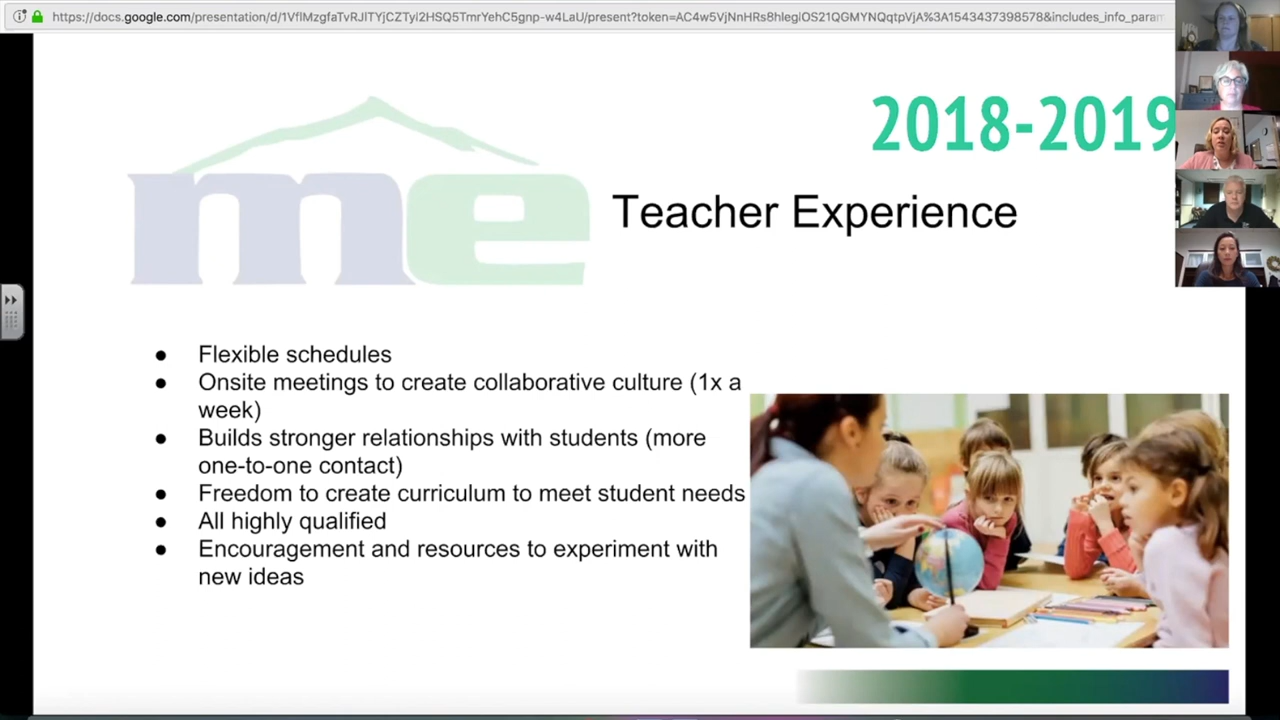 https://docs.google.com/presentation/d/1VflMzgfaTvRJlTYjCZTyi2HSQ5TmrYehC5gnp-w4LaU/present?token=AC4w5VjNnHRs8hlegiOS21QGMYNQqtpVjA%3A1543437398578&includes_info_param
2018-2019
me
Teacher Experience
● Flexible schedules
● Onsite meetings to create collaborative culture (1x a
week)
● Builds stronger relationships with students (more
one-to-one contact)
● Freedom to create curriculum to meet student needs
● All highly qualified
● Encouragement and resources to experiment with
new ideas